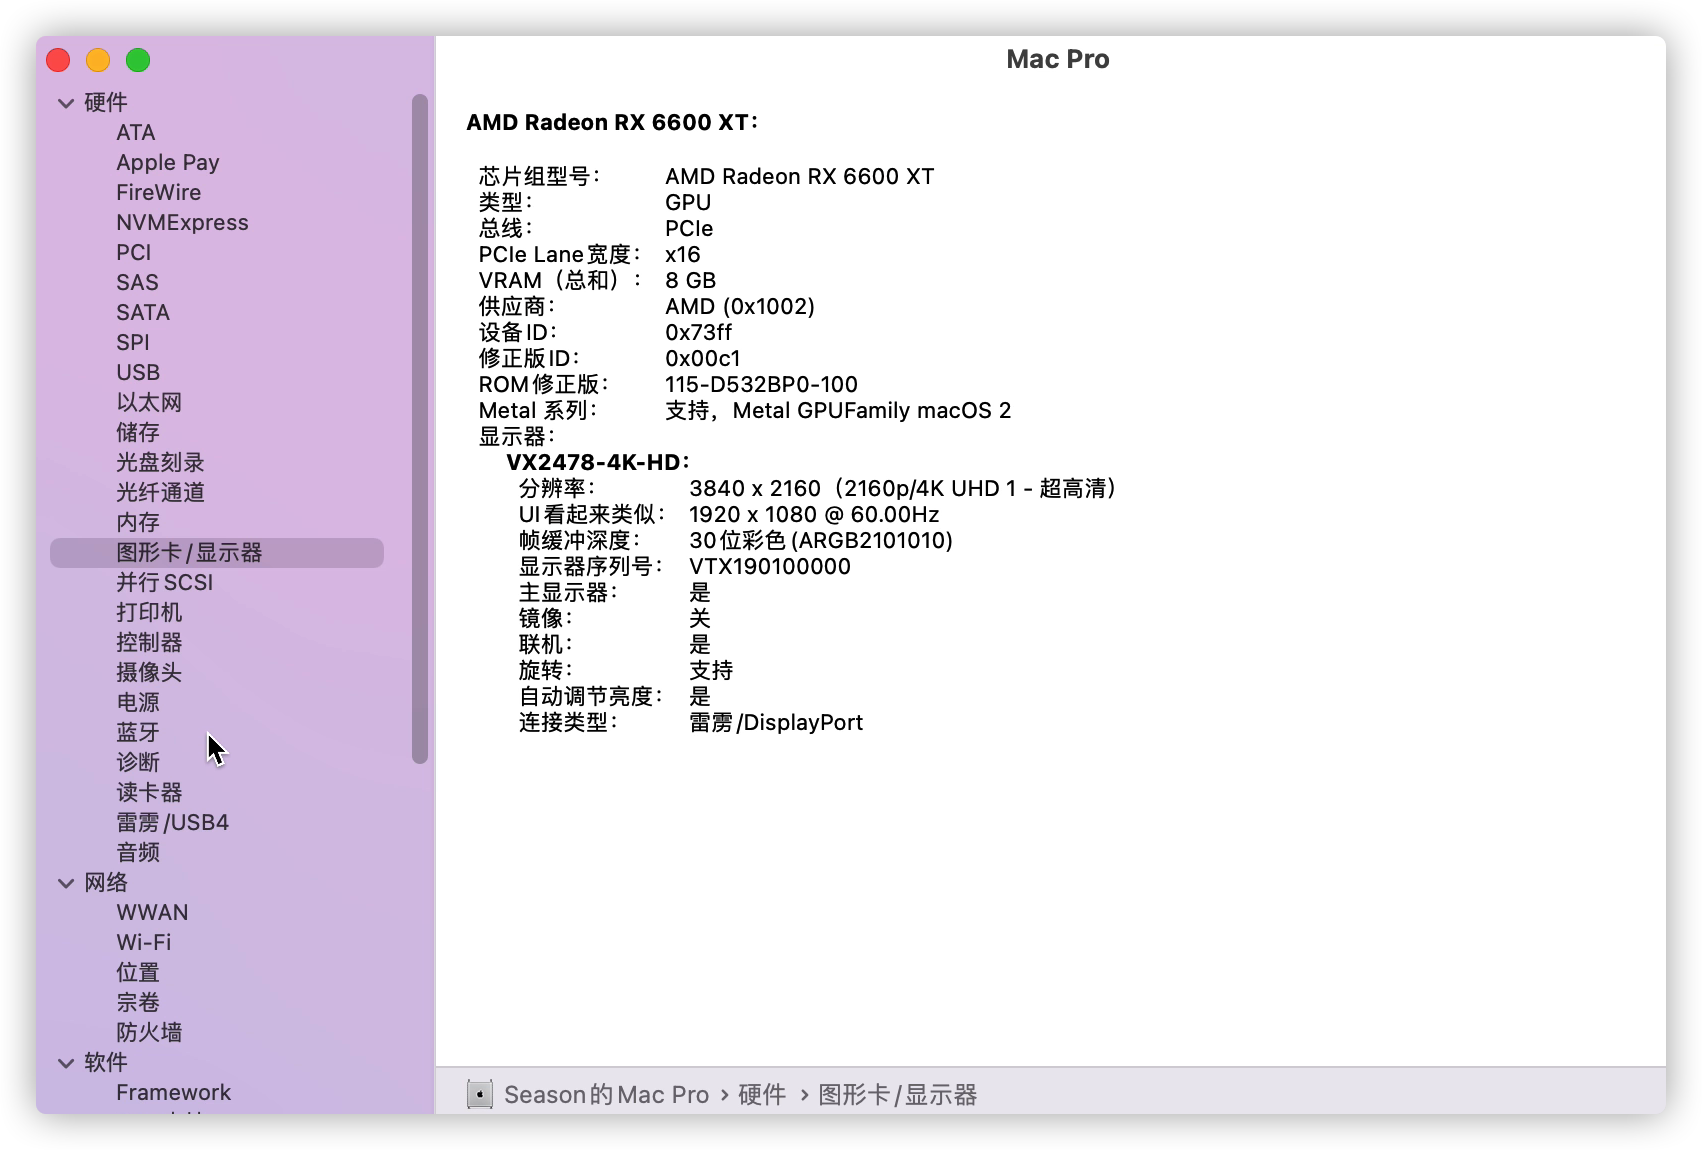 Mac Pro
硬件
ATA
Apple Pay
FireWire
NVMExpress
PCI
SAS
SATA
SPI
USB
以太网
储存
光盘刻录
光纤通道
内存
图形卡/显示器
并行SCSI
打印机
控制器
摄像头
电源
蓝牙
诊断
读卡器
雷雳/USB4
音频
网络
WWAN
Wi-Fi
位置
宗卷
防火墙
软件
Framework
AMD Radeon RX 6600 XT：
芯片组型号： AMD Radeon RX 6600 XT
类型： GPU
总线： PCIe
PCIe Lane宽度： x16
VRAM（总和）： 8 GB
供应商： AMD (0x1002)
设备ID： 0x73ff
修正版ID： 0x00c1
ROM修正版： 115-D532BP0-100
Metal 系列： 支持，Metal GPUFamily macOS 2
显示器：
VX2478-4K-HD：
分辨率： 3840 x 2160（2160p/4K UHD 1 - 超高清）
UI看起来类似： 1920 x 1080 @ 60.00Hz
帧缓冲深度： 30位彩色(ARGB2101010)
显示器序列号： VTX190100000
主显示器： 是
镜像： 关
联机： 是
旋转： 支持
自动调节亮度： 是
连接类型： 雷雳/DisplayPort
Season的Mac Pro › 硬件 › 图形卡/显示器